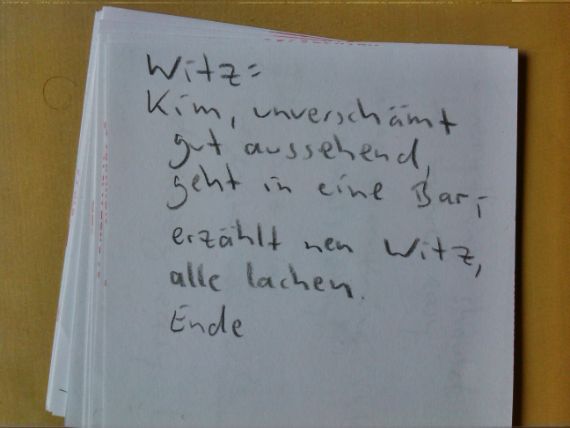 Witz:
Kim, unverschämt
gut aussehend,
geht in eine Bar,
erzählt nen Witz,
alle lachen.
Ende